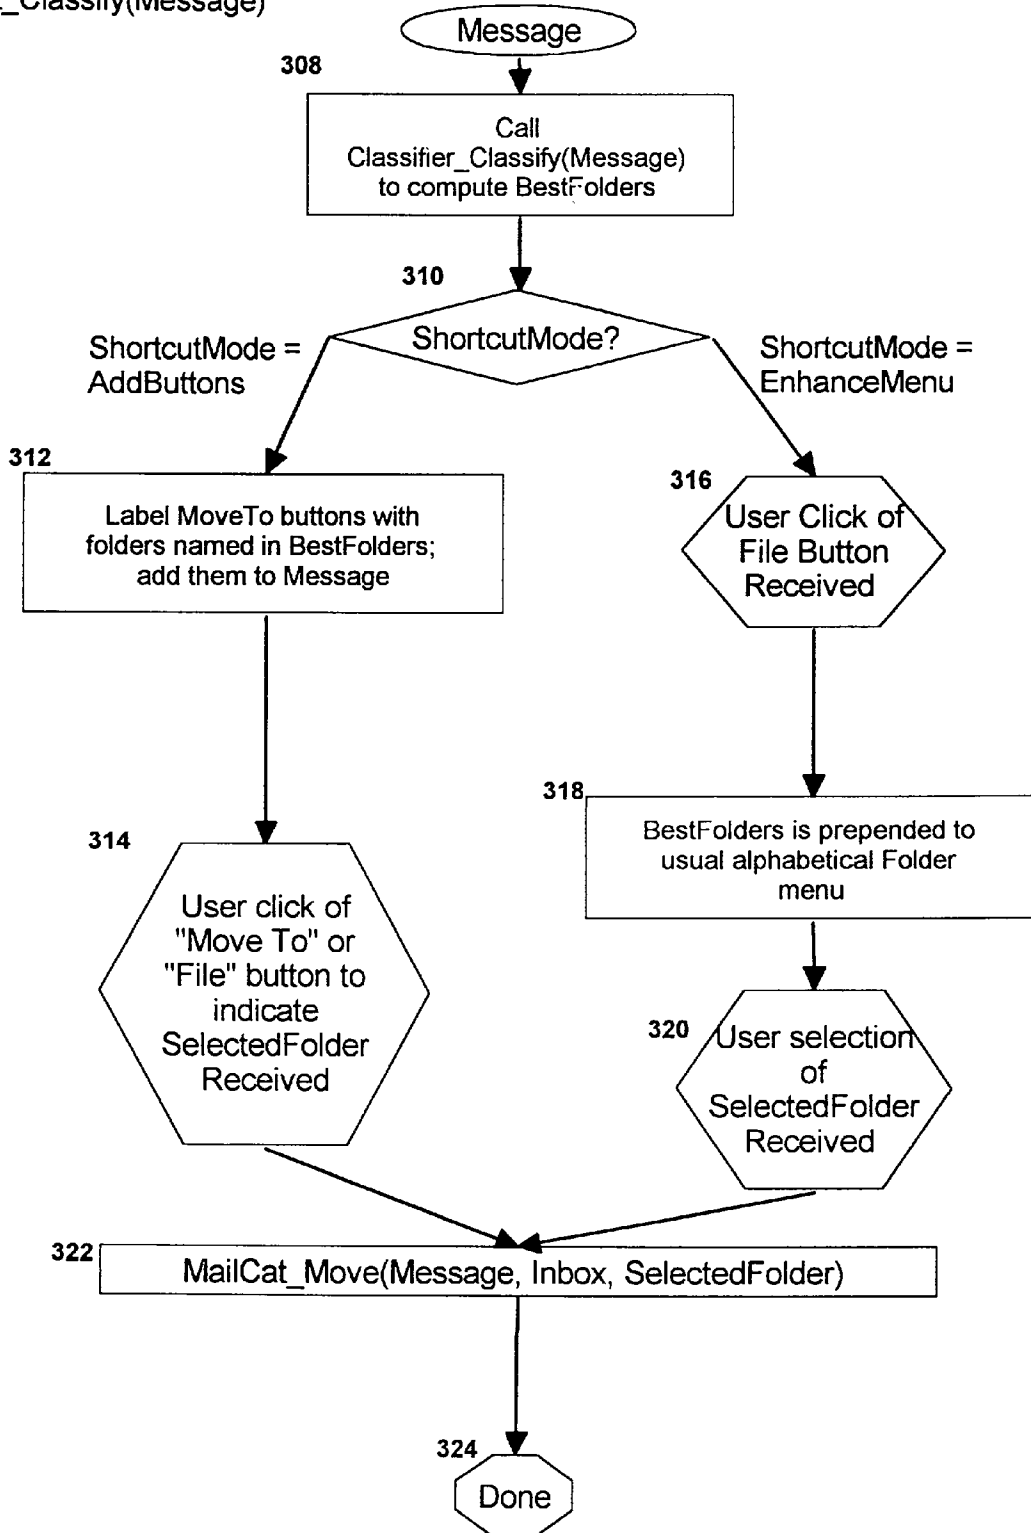 _Classify(Message)
Message
308
Call
Classifier_Classify(Message)
to compute BestFolders
310
ShortcutMode?
ShortcutMode =
AddButtons
ShortcutMode =
EnhanceMenu
312
Label MoveTo buttons with
folders named in BestFolders;
add them to Message
316
User Click of
File Button
Received
318
BestFolders is prepended to
usual alphabetical Folder
menu
314
User click of
"Move To" or
"File" button to
indicate
SelectedFolder
Received
320
User selection
of
SelectedFolder
Received
322
MailCat_Move(Message, Inbox, SelectedFolder)
324
Done